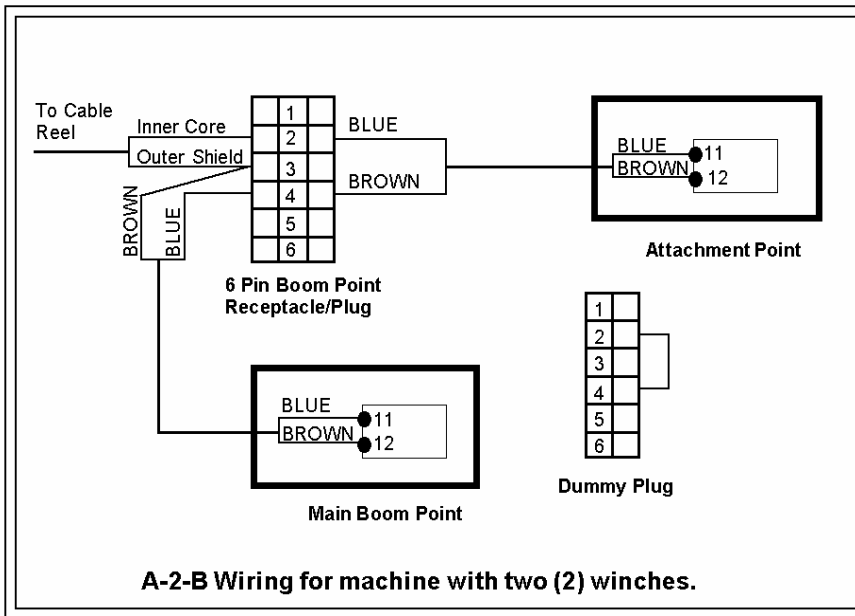 To Cable
Reel
Inner Core
Outer Shield
BROWN
BLUE
1
2
3
4
5
6
6 Pin Boom Point
Receptacle/Plug
BLUE
BROWN
BLUE
BROWN
11
12
Attachment Point
BLUE
BROWN
11
12
Main Boom Point
1
2
3
4
5
6
Dummy Plug
A-2-B Wiring for machine with two (2) winches.